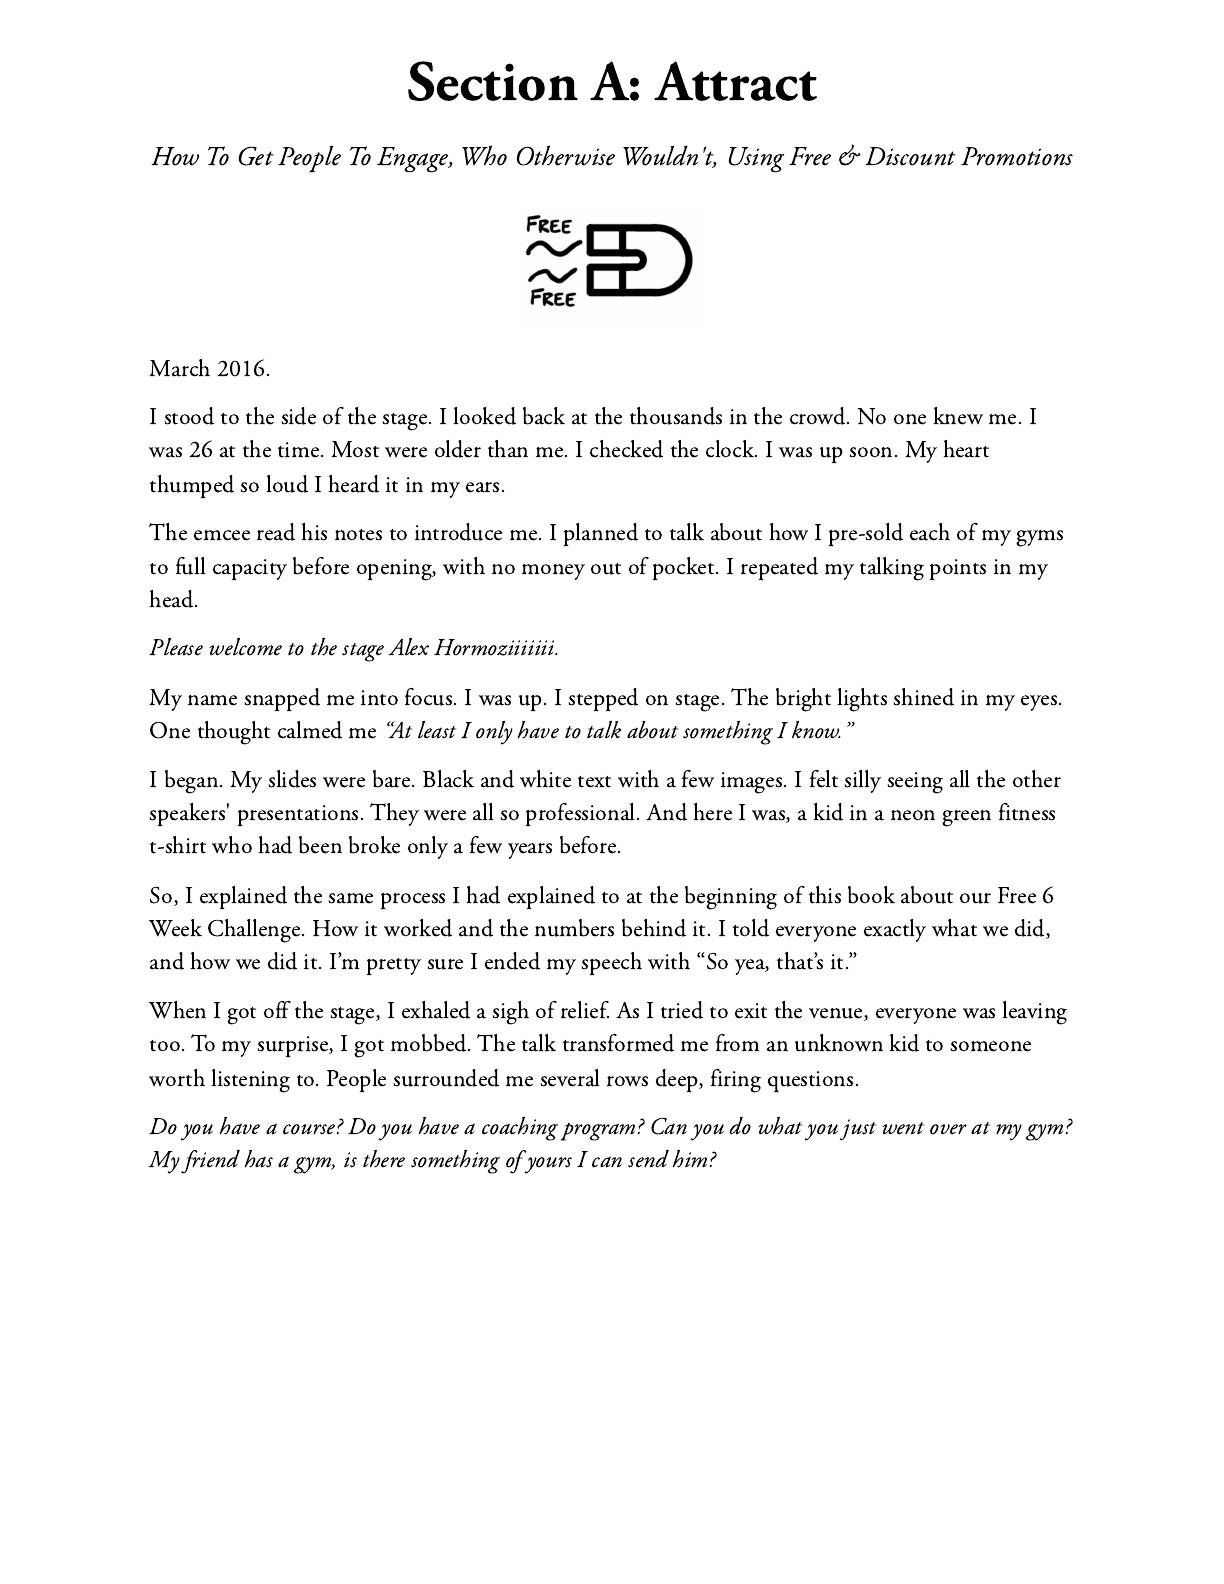 Section A: Attract
How To Get People To Engage, Who Otherwise Wouldn't, Using Free & Discount Promotions
FREE
FREE
March 2016.
I stood to the side of the stage. I looked back at the thousands in the crowd. No one knew me. I
was 26 at the time. Most were older than me. I checked the clock. I was up soon. My heart
thumped so loud I heard it in my ears.
The emcee read his notes to introduce me. I planned to talk about how I pre-sold each of my gyms
to full capacity before opening, with no money out of pocket. I repeated my talking points in my
head.
Please welcome to the stage Alex Hormoziiiiiii.
My name snapped me into focus. I was up. I stepped on stage. The bright lights shined in my eyes.
One thought calmed me “At least I only have to talk about something I know.”
I began. My slides were bare. Black and white text with a few images. I felt silly seeing all the other
speakers' presentations. They were all so professional. And here I was, a kid in a neon green fitness
t-shirt who had been broke only a few years before.
So, I explained the same process I had explained to at the beginning of this book about our Free 6
Week Challenge. How it worked and the numbers behind it. I told everyone exactly what we did,
and how we did it. I’m pretty sure I ended my speech with “So yea, that’s it.”
When I got off the stage, I exhaled a sigh of relief. As I tried to exit the venue, everyone was leaving
too. To my surprise, I got mobbed. The talk transformed me from an unknown kid to someone
worth listening to. People surrounded me several rows deep, firing questions.
Do you have a course? Do you have a coaching program? Can you do what you just went over at my gym?
My friend has a gym, is there something of yours I can send him?